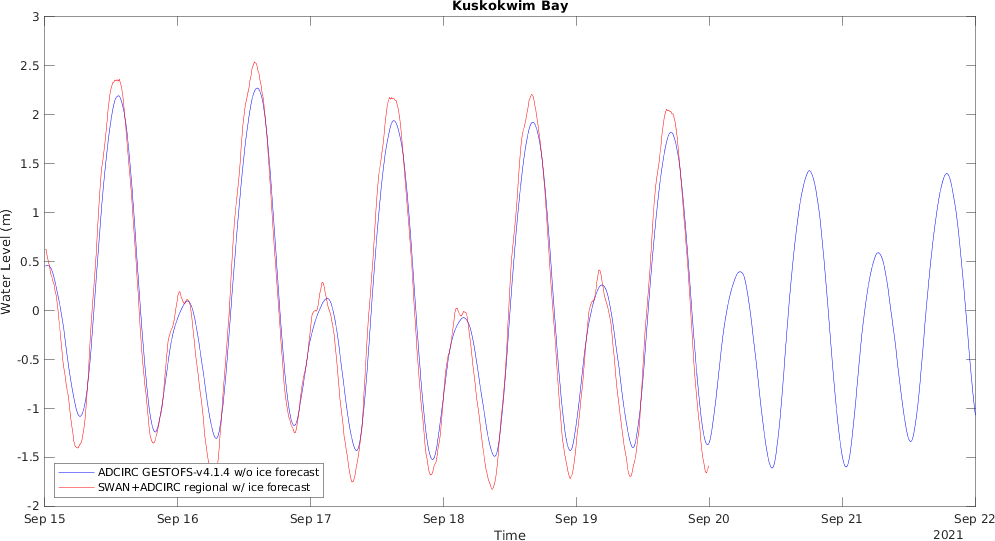 Kuskokwim Bay
3
2.5
2
1.5
1
0.5
0
-0.5
-1
-1.5
-2
Water Level (m)
ADCIRC GESTOFS-v4.1.4 w/o ice forecast
SWAN+ADCIRC regional w/ ice forecast
Sep 15 Sep 16 Sep 17 Sep 18 Sep 19 Sep 20 Sep 21 Sep 22
Time 2021